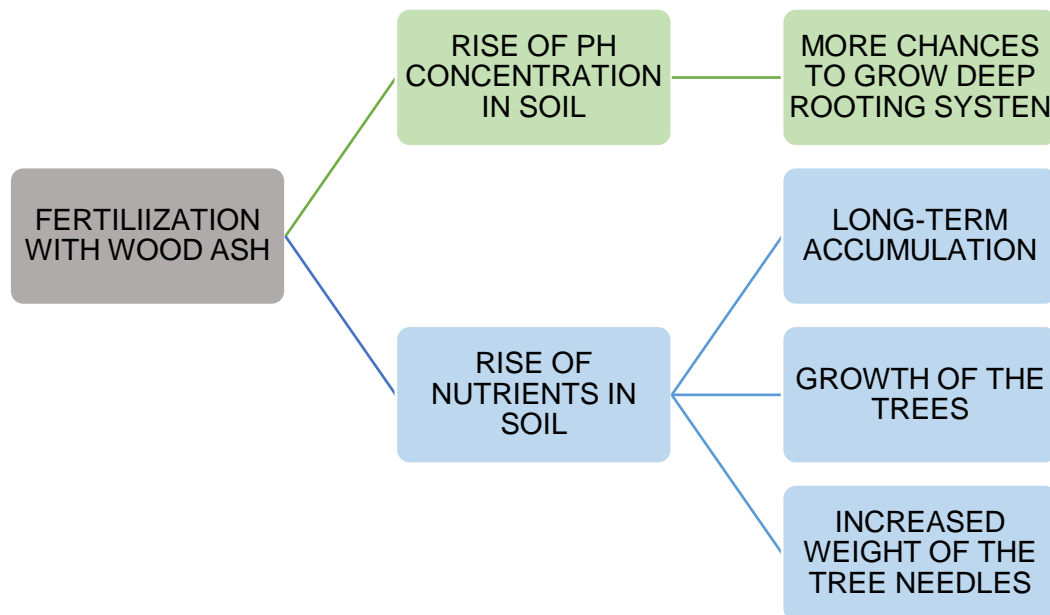 FERTILIIZATION
WITH WOOD ASH
RISE OF PH
CONCENTRATION
IN SOIL
MORE CHANCES
TO GROW DEEP
ROOTING SYSTEN
RISE OF
NUTRIENTS IN
SOIL
LONG-TERM
ACCUMULATION
GROWTH OF THE
TREES
INCREASED
WEIGHT OF THE
TREE NEEDLES